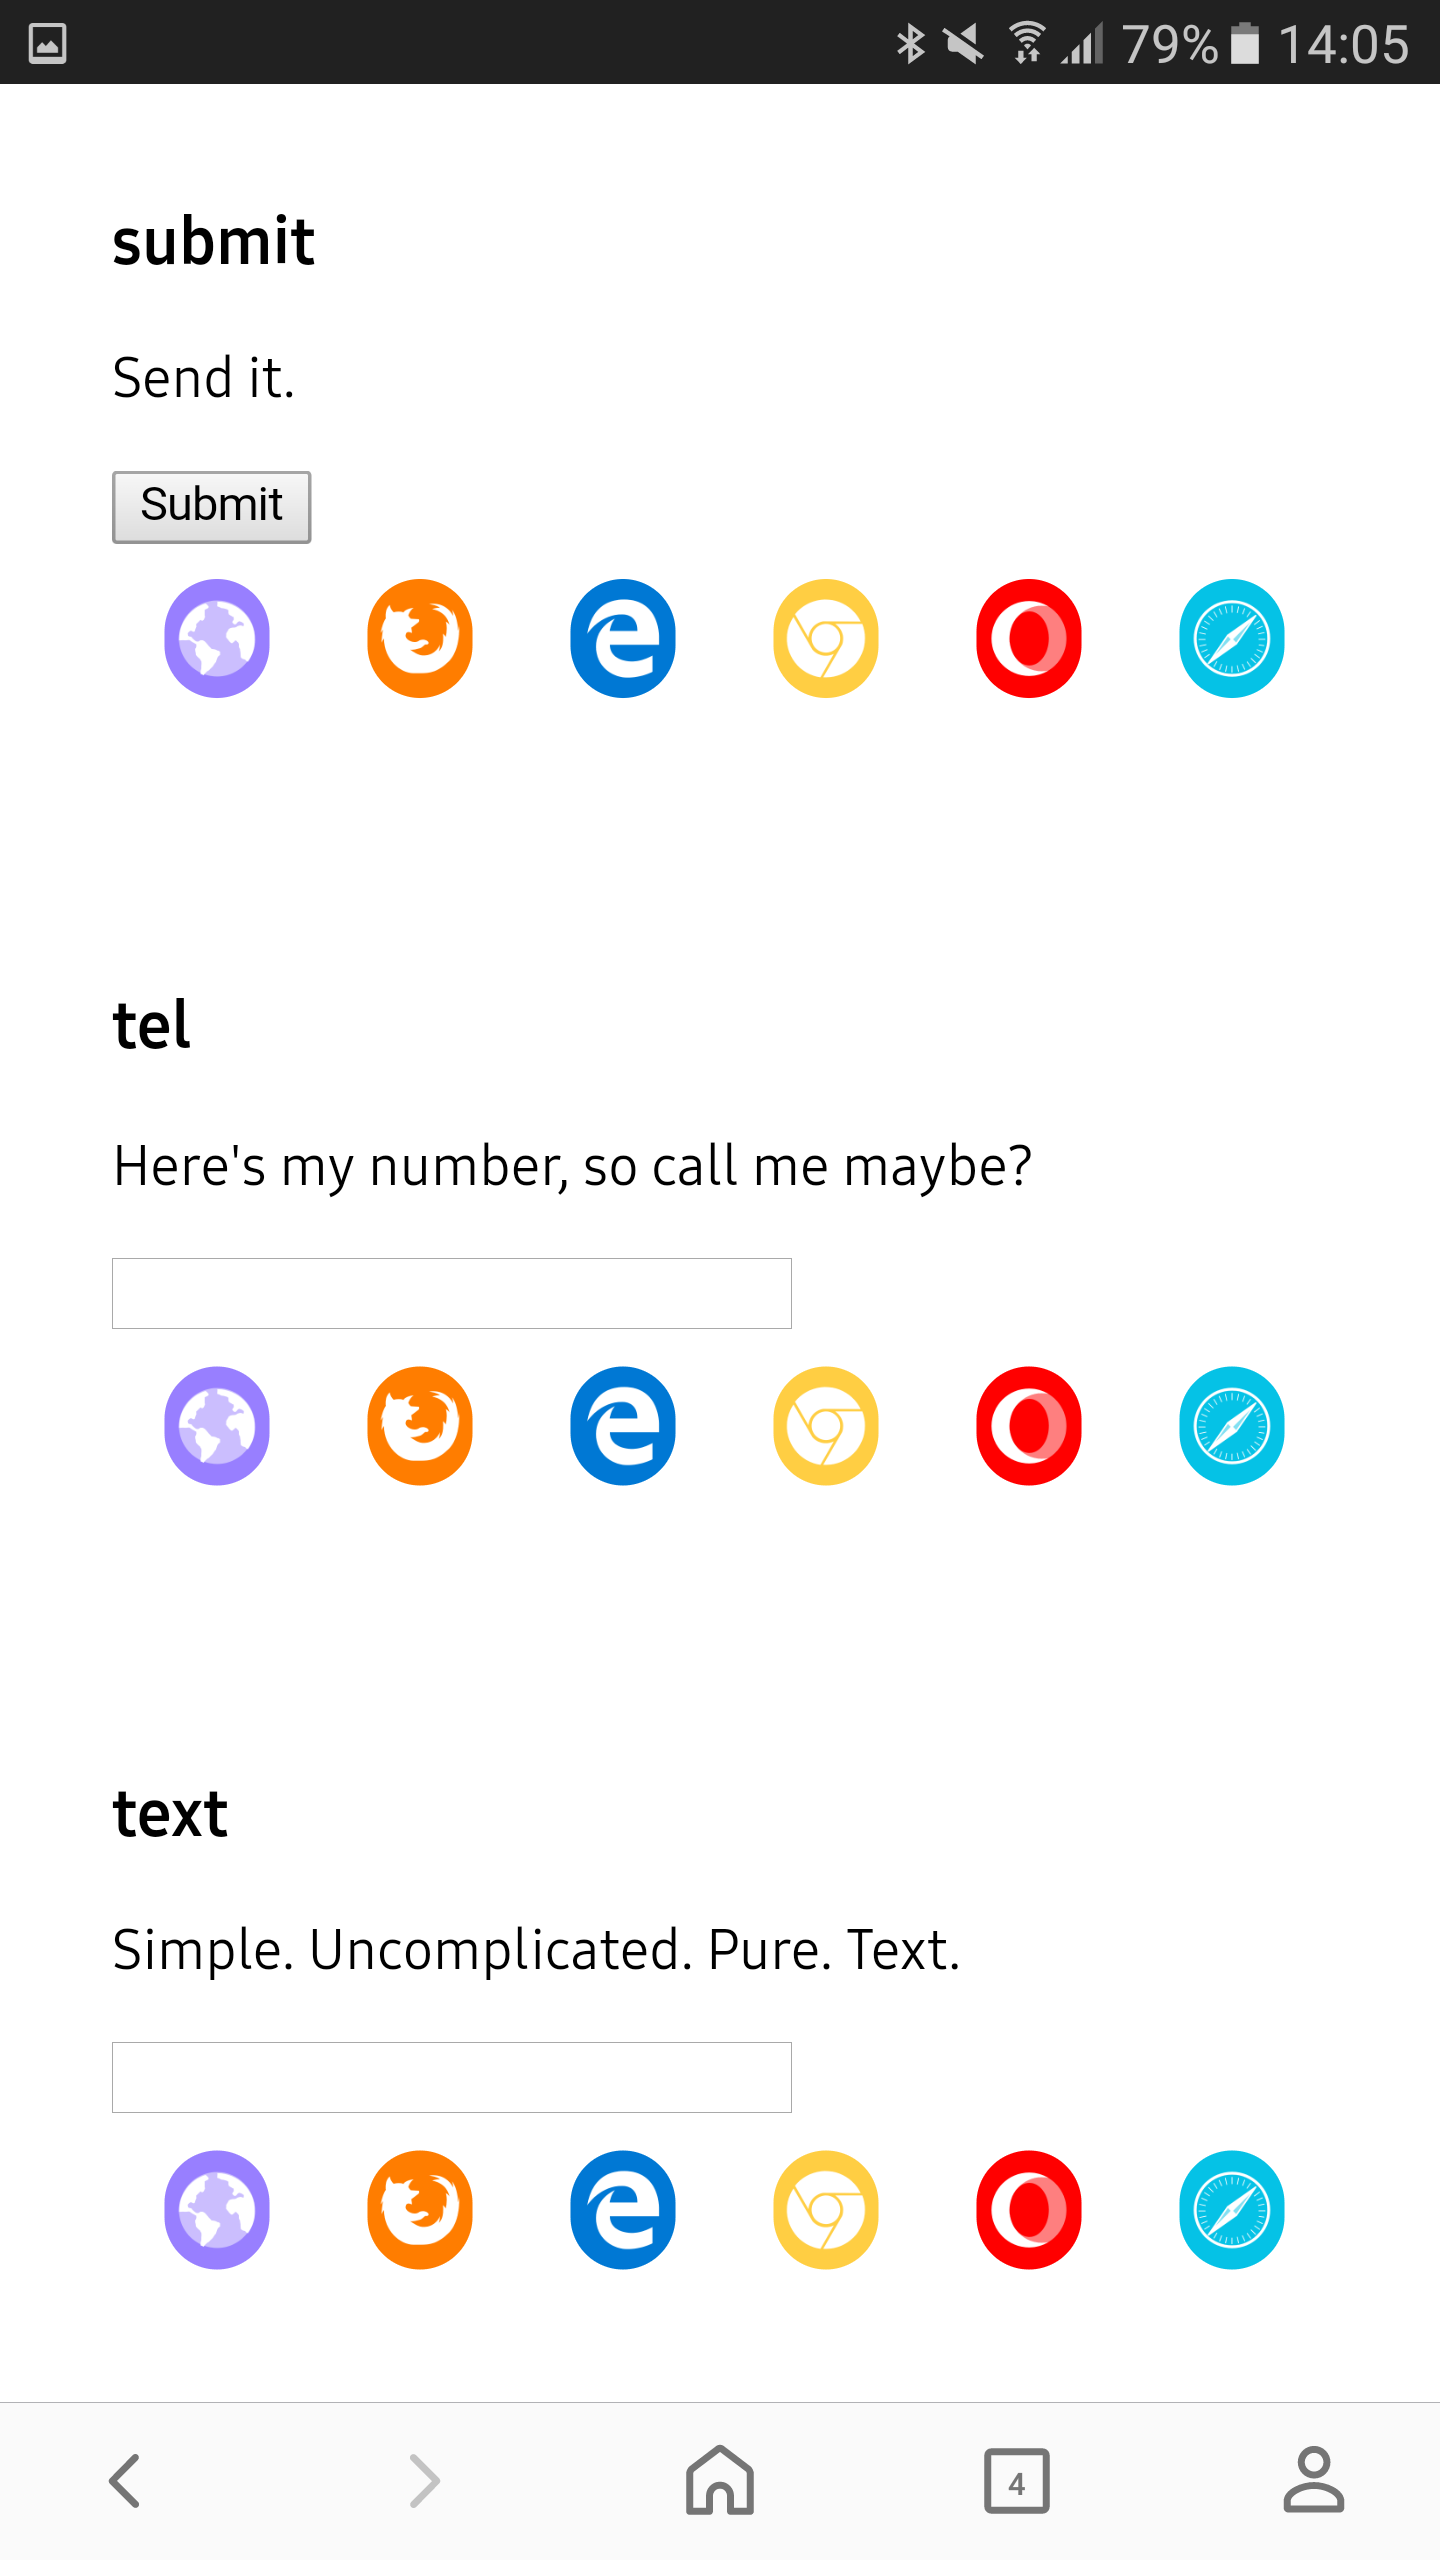 79% 14:05
submit
Send it.
Submit
tel
Here's my number, so call me maybe?
text
Simple. Uncomplicated. Pure. Text.
4